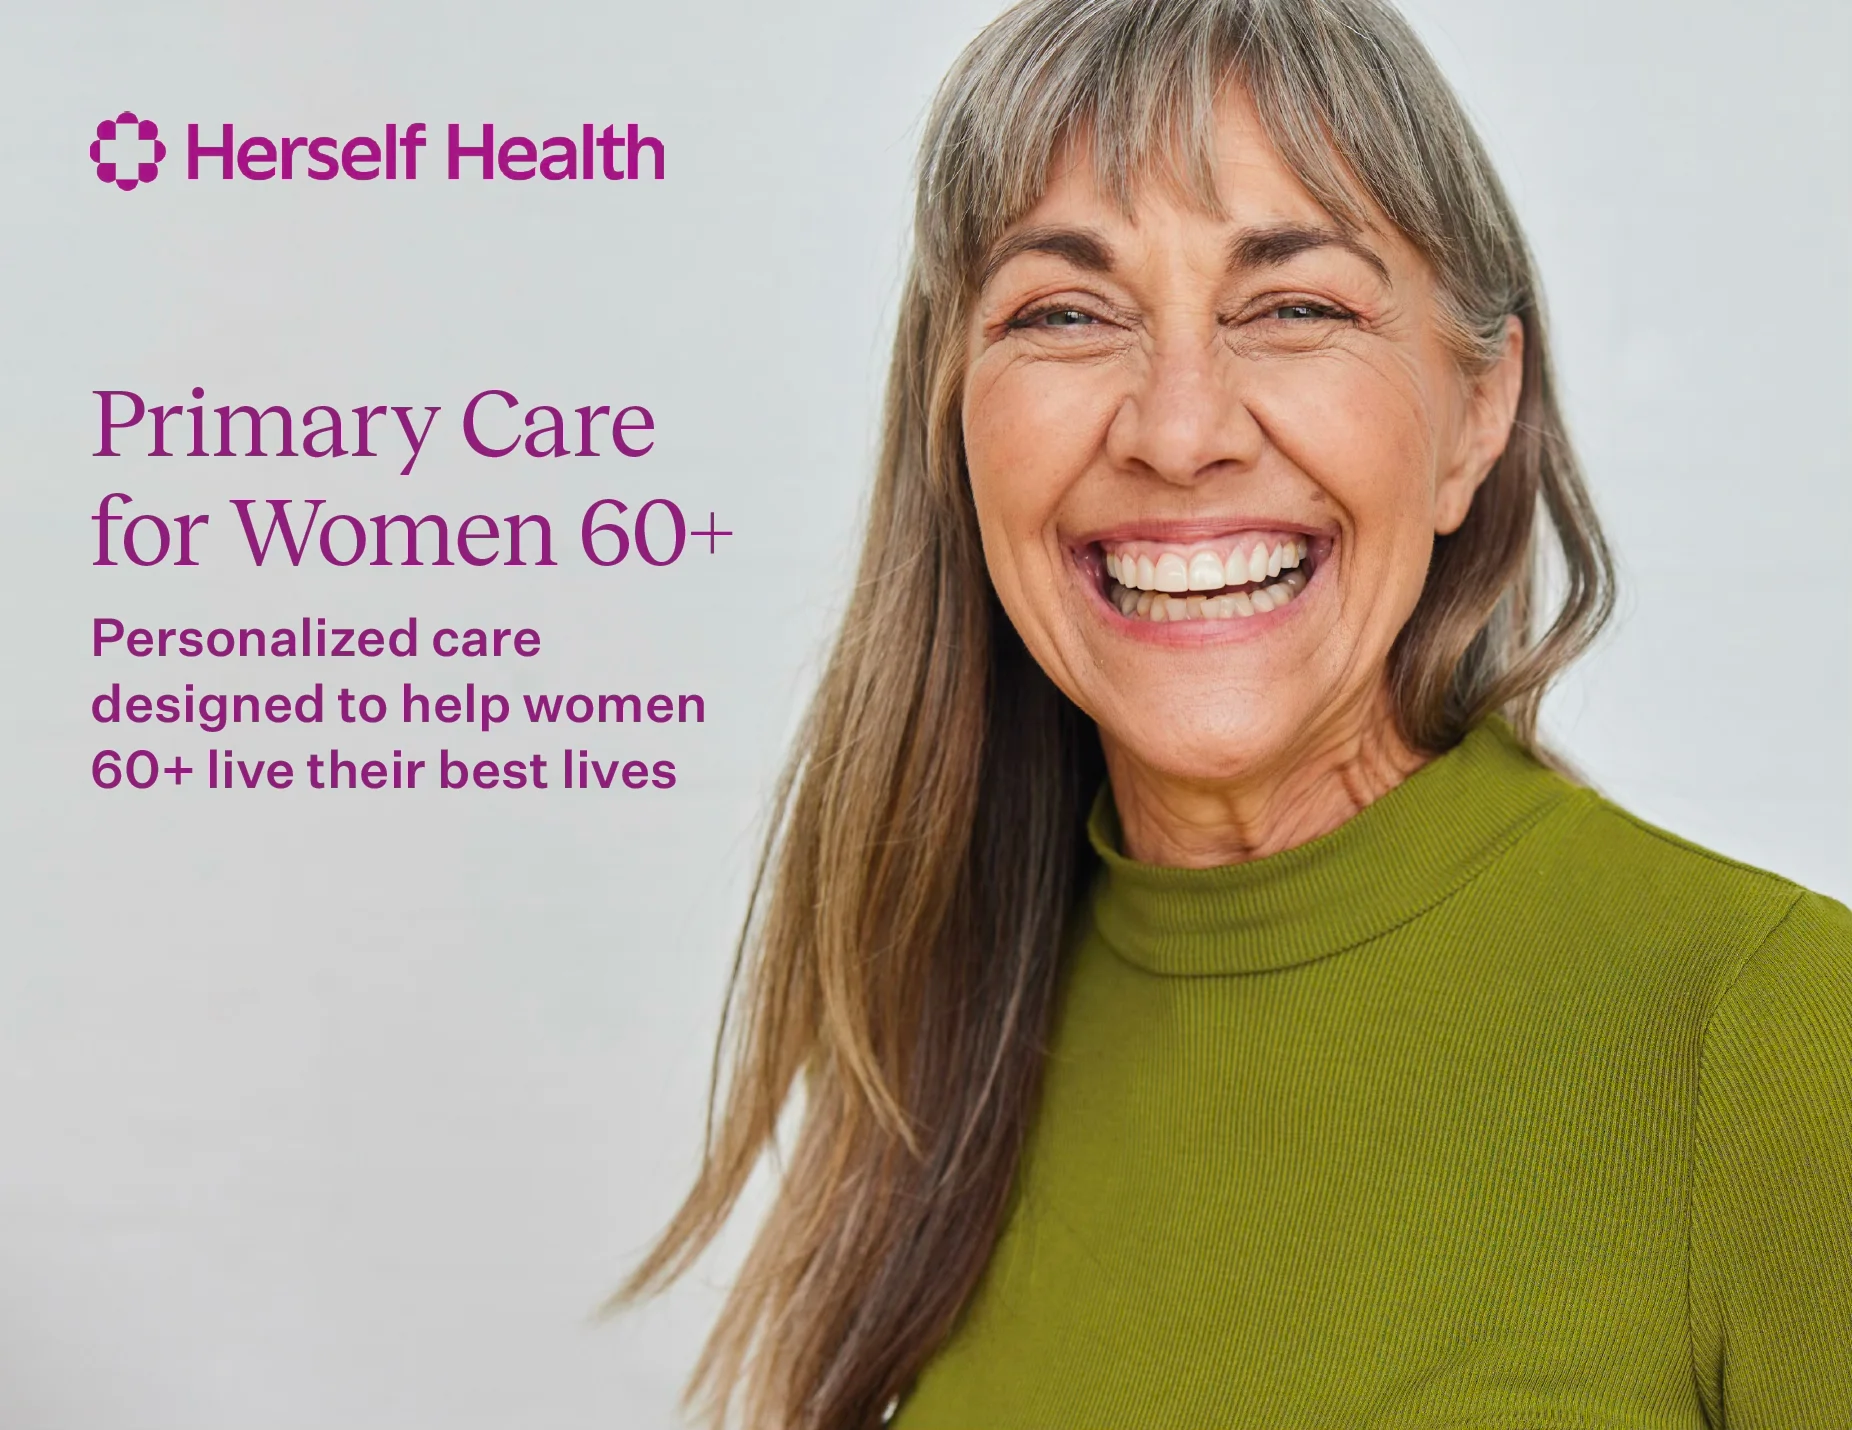 Herself Health
Primary Care
for Women 60+
Personalized care
designed to help women
60+ live their best lives